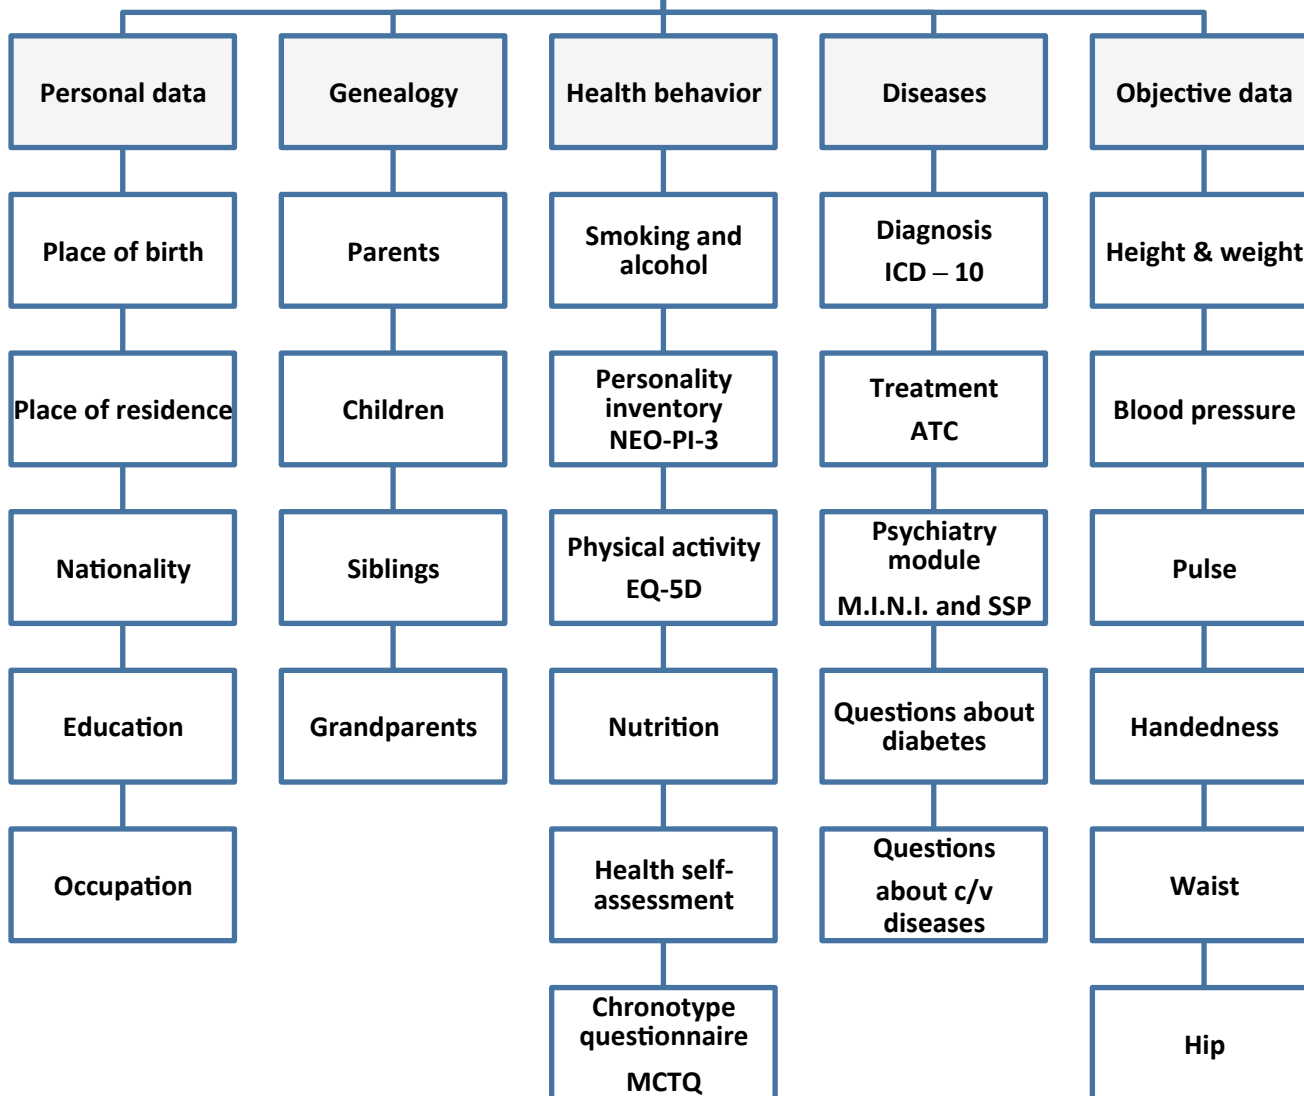 Personal data
Genealogy
Health behavior
Diseases
Objective data
Place of birth
Parents
Smoking and
alcohol
Diagnosis
ICD – 10
Height & weight
Place of residence
Children
Personality
inventory
NEO-PI-3
Treatment
ATC
Blood pressure
Nationality
Siblings
Physical activity
EQ-5D
Psychiatry
module
M.I.N.I. and SSP
Pulse
Education
Grandparents
Nutrition
Questions about
diabetes
Handedness
Occupation
Health self-
assessment
Questions
about c/v
diseases
Waist
Chronotype
questionnaire
MCTQ
Hip